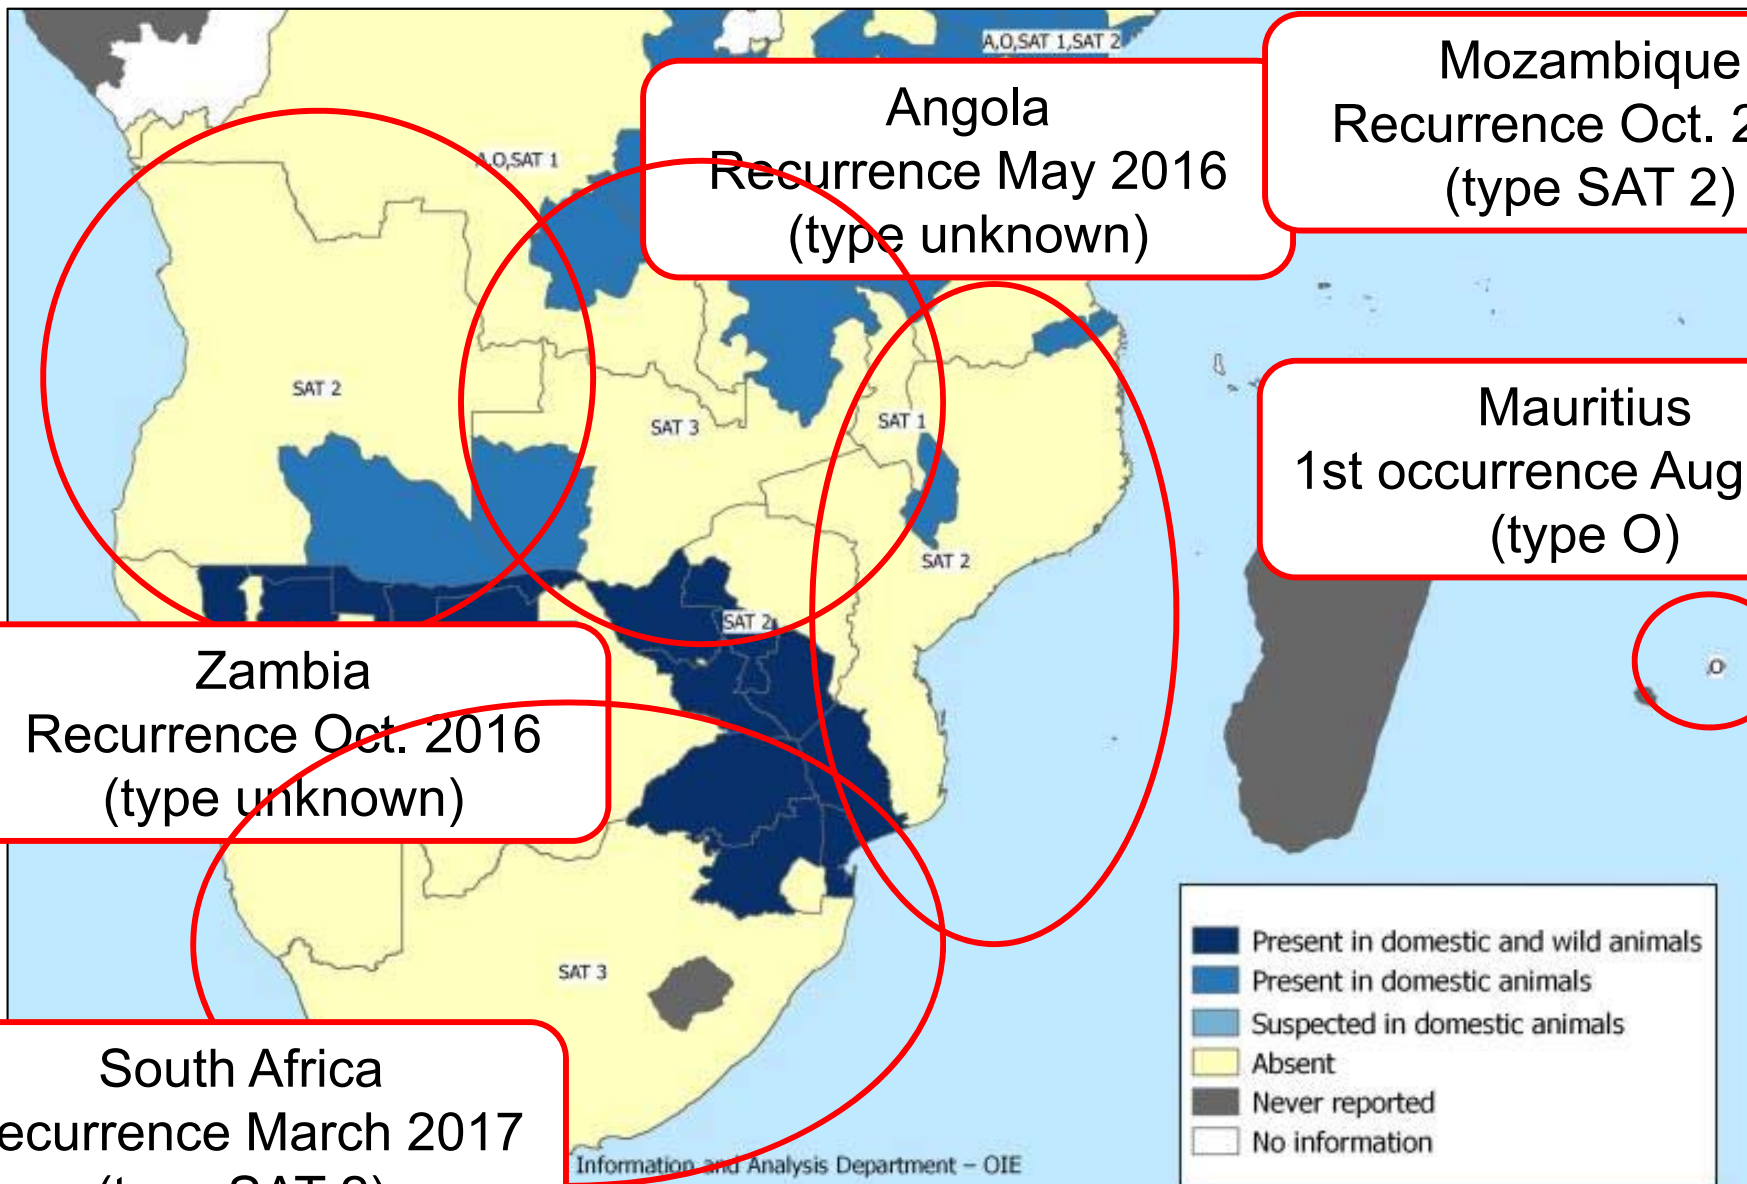 A,O,SAT 1,SAT 2
Angola
Recurrence May 2016
(type unknown)
Mozambique
Recurrence Oct.
(type SAT 2)
A,O,SAT 1
SAT 2
SAT 3
SAT 1
SAT 2
Mauritius
1st occurrence Aug
(type O)
SAT 2
O
Zambia
Recurrence Oct. 2016
(type unknown)
SAT 3
Present in domestic and wild animals
Present in domestic animals
Suspected in domestic animals
Absent
Never reported
No information
South Africa
ecurrence March 2017
Information and Analysis Department – OIE